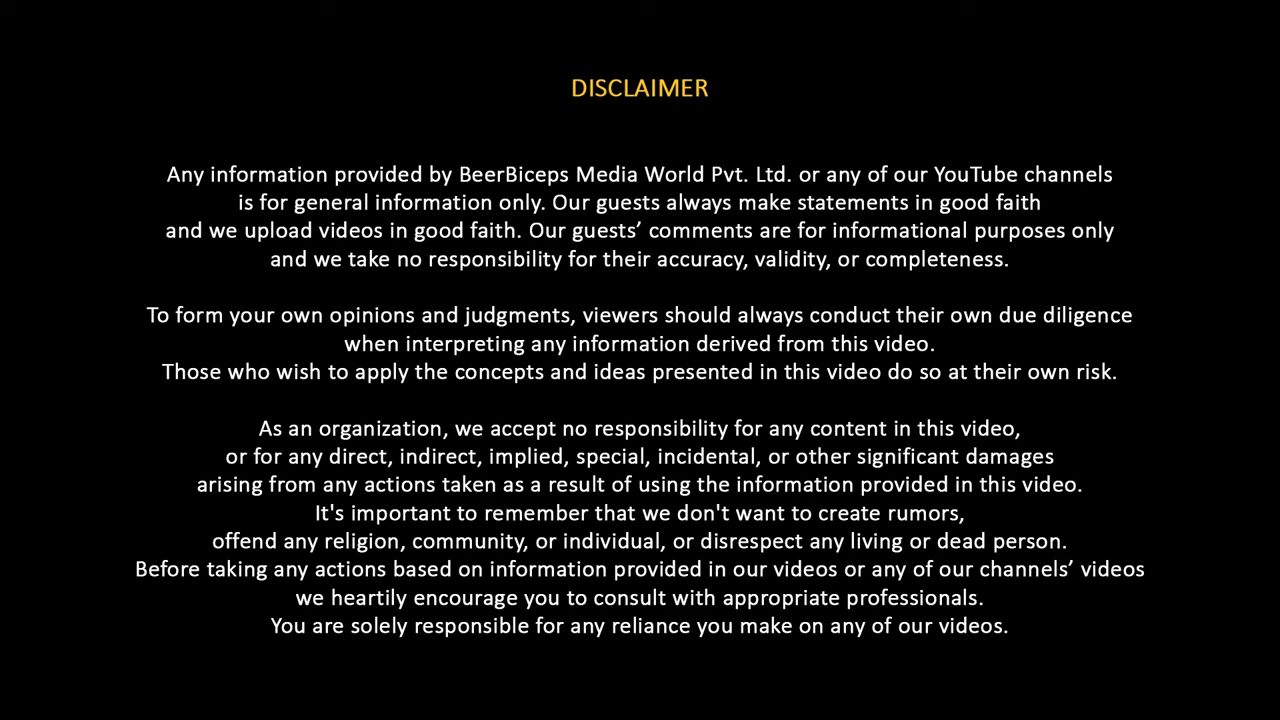 DISCLAIMER
Any information provided by BeerBiceps Media World Pvt. Ltd. or any of our YouTube channels
is for general information only. Our guests always make statements in good faith
and we upload videos in good faith. Our guests’ comments are for informational purposes only
and we take no responsibility for their accuracy, validity, or completeness.
To form your own opinions and judgments, viewers should always conduct their own due diligence
when interpreting any information derived from this video.
Those who wish to apply the concepts and ideas presented in this video do so at their own risk.
As an organization, we accept no responsibility for any content in this video,
or for any direct, indirect, implied, special, incidental, or other significant damages
arising from any actions taken as a result of using the information provided in this video.
It's important to remember that we don't want to create rumors,
offend any religion, community, or individual, or disrespect any living or dead person.
Before taking any actions based on information provided in our videos or any of our channels’ videos
we heartily encourage you to consult with appropriate professionals.
You are solely responsible for any reliance you make on any of our videos.